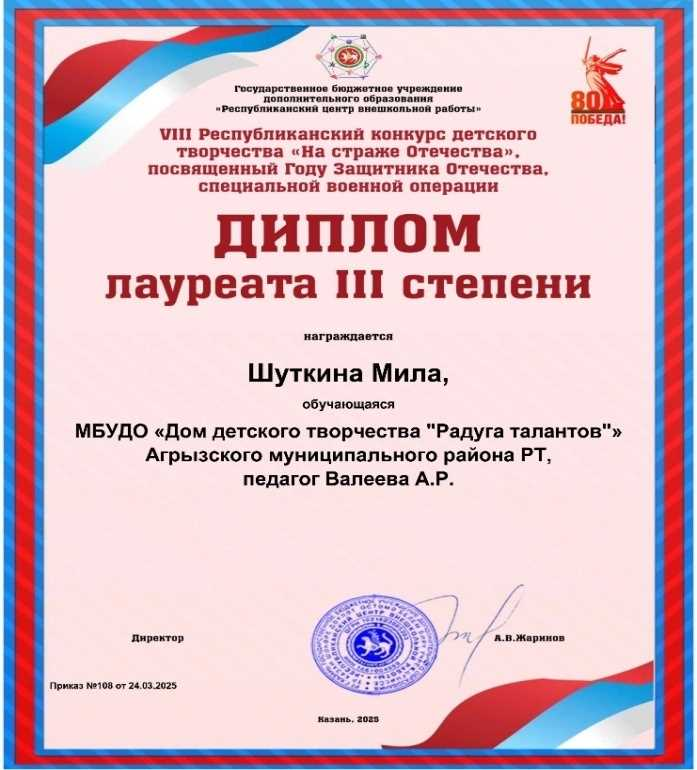 Государственное бюджетное учреждение
дополнительного образования
«Республиканский центр внешкольной работы»
80
ПОБЕДА!
VIII Республиканский конкурс детского
творчества «На страже Отечества»,
посвященный Году Защитника Отечества,
специальной военной операции
ДИПЛОМ
лауреата III степени
награждается
Шуткина Мила,
обучающаяся
МБУДО «Дом детского творчества "Радуга талантов"»
Агрызского муниципального района РТ,
педагог Валеева А.Р.
Директор
А.В.Жаринов
Приказ №108 от 24.03.2025
Казань, 2025